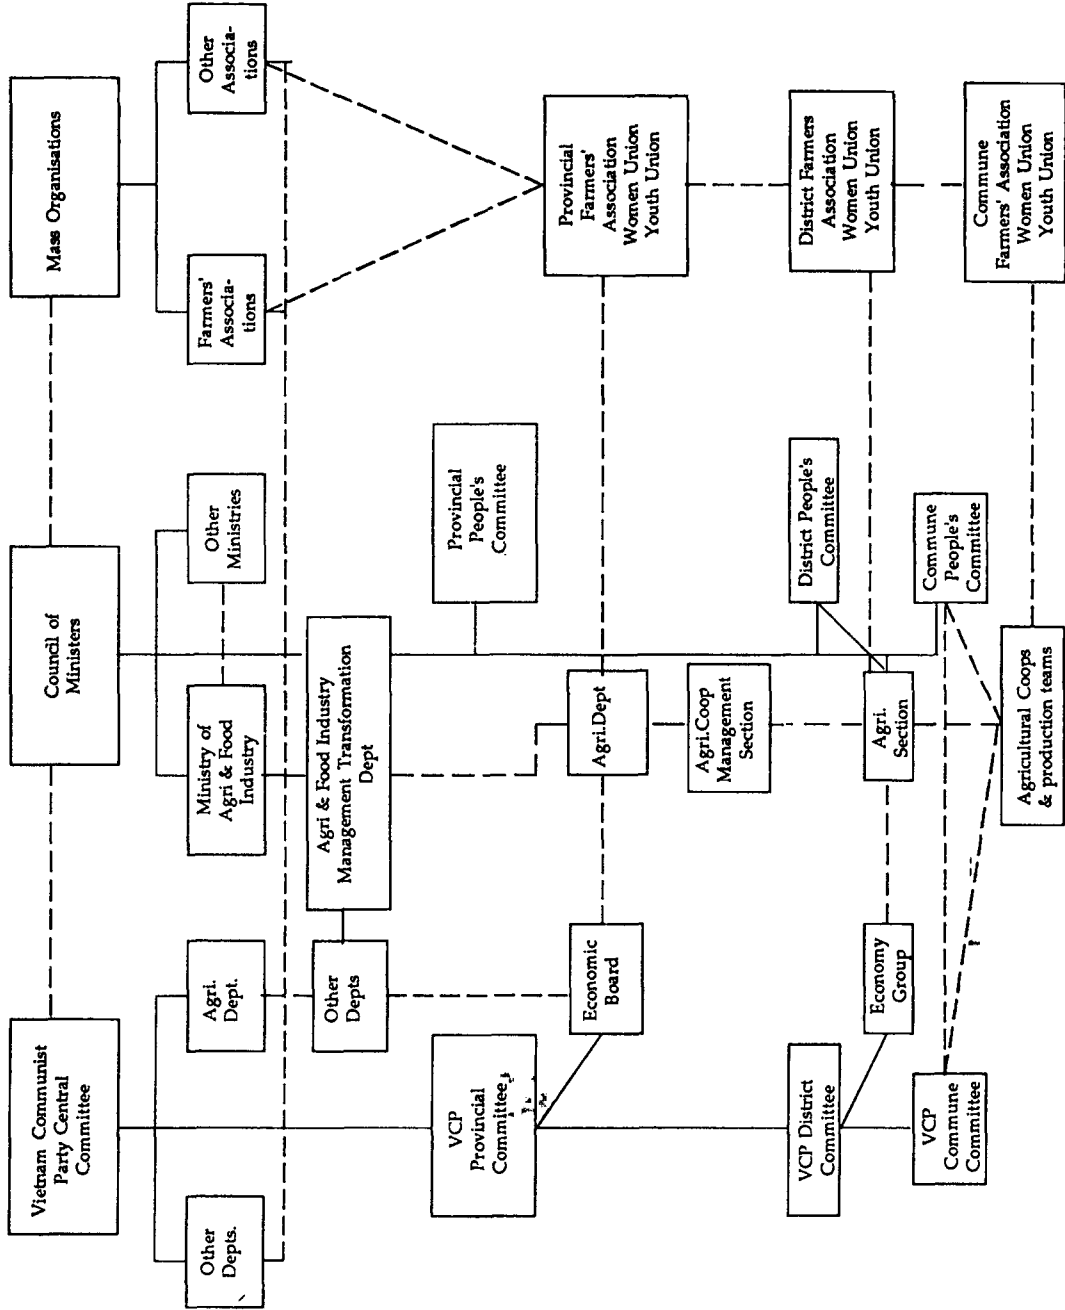 Vietnam Communist
Party Central
Committee
Council of
Ministers
Mass Organisations
Other
Depts.
Agri.
Dept.
Ministry of
Agri & Food
Industry
Other
Ministries
Farmers'
Associa-
tions
Other
Associa-
tions
Other
Depts
Agri & Food Industry
Management Transformation
Dept
VCP
Provincial
Committee
Provincial
People's
Committee
Economic
Board
Agri.Dept
Provincial
Farmers'
Association
Women Union
Youth Union
Agri.Coop
Management
Section
VCP District
Committee
District People's
Committee
District Farmers
Association
Women Union
Youth Union
Economy
Group
Agri.
Section
VCP
Commune
Committee
Commune
People's
Committee
Commune
Farmers' Association
Women Union
Youth Union
Agricultural Coops
& production teams